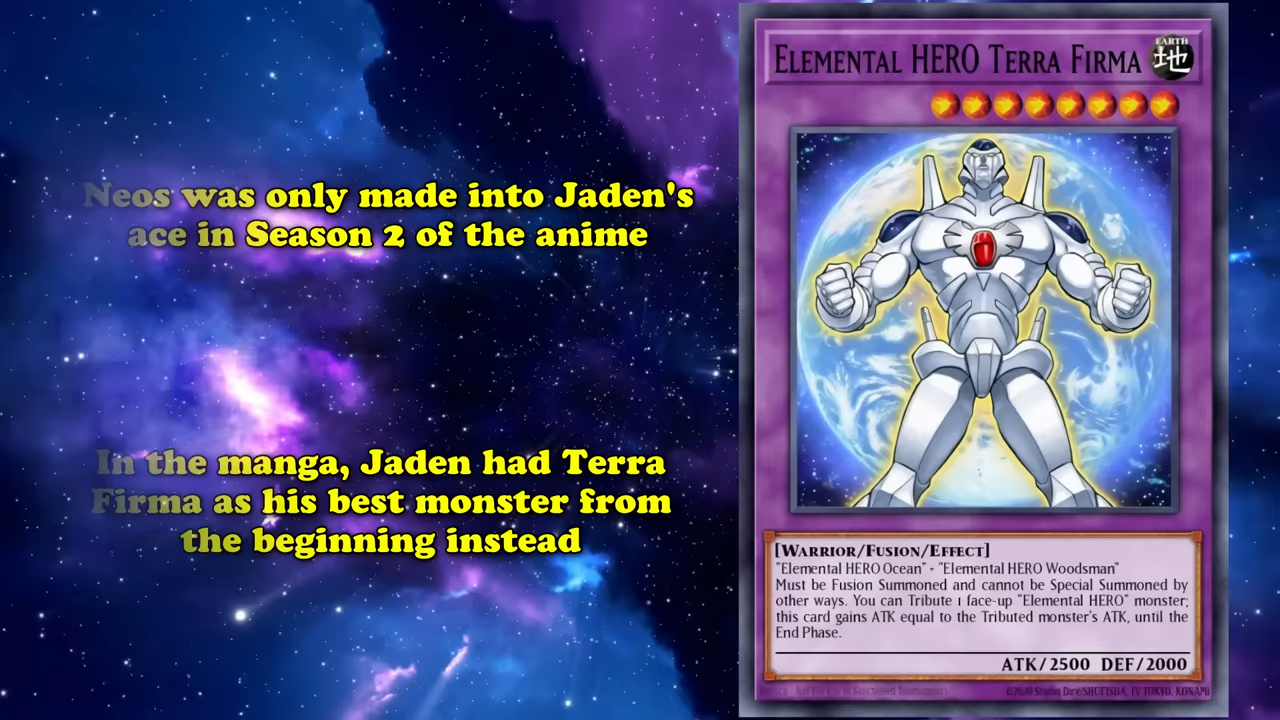 Neos was only made into Jaden's
ace in Season 2 of the anime
In the manga, Jaden had Terra
Firma as his best monster from
the beginning instead
ELEMENTAL HERO TERRA FIRMA
EARTH
地
[WARRIOR/FUSION/EFFECT]
"Elemental HERO Ocean" - "Elemental HERO Woodsman"
Must be Fusion Summoned and cannot be Special Summoned by
other ways. You can Tribute 1 face-up "Elemental HERO" monster;
this card gains ATK equal to the Tributed monster's ATK, until the
End Phase.
ATK/2500 DEF/2000
©2020 Studio Dice/SHUEISHA, TV TOKYO, KONAMI